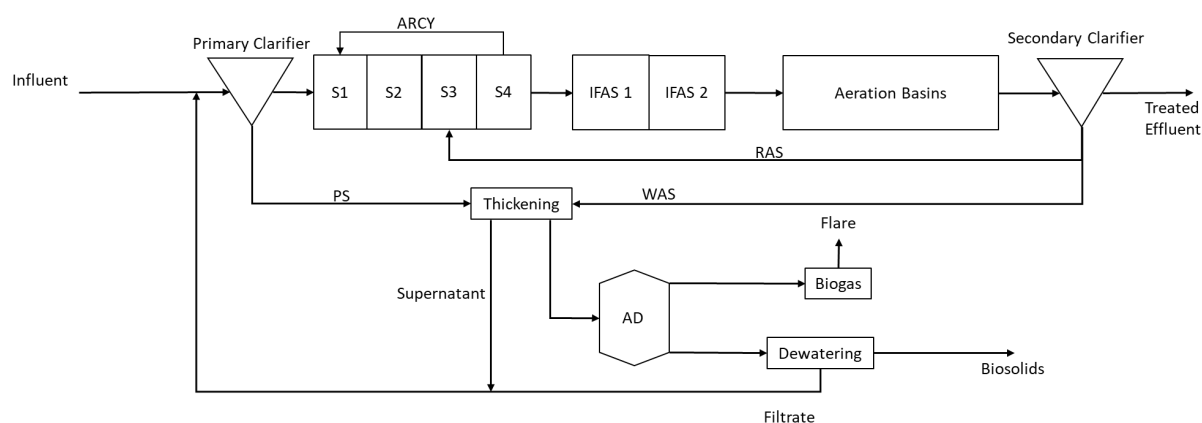 ARCY
Primary Clarifier
Secondary Clarifier
Influent
S1
S2
S3
S4
IFAS 1
IFAS 2
Aeration Basins
Treated
Effluent
RAS
PS
Thickening
WAS
Flare
Supernatant
Biogas
AD
Dewatering
Biosolids
Filtrate